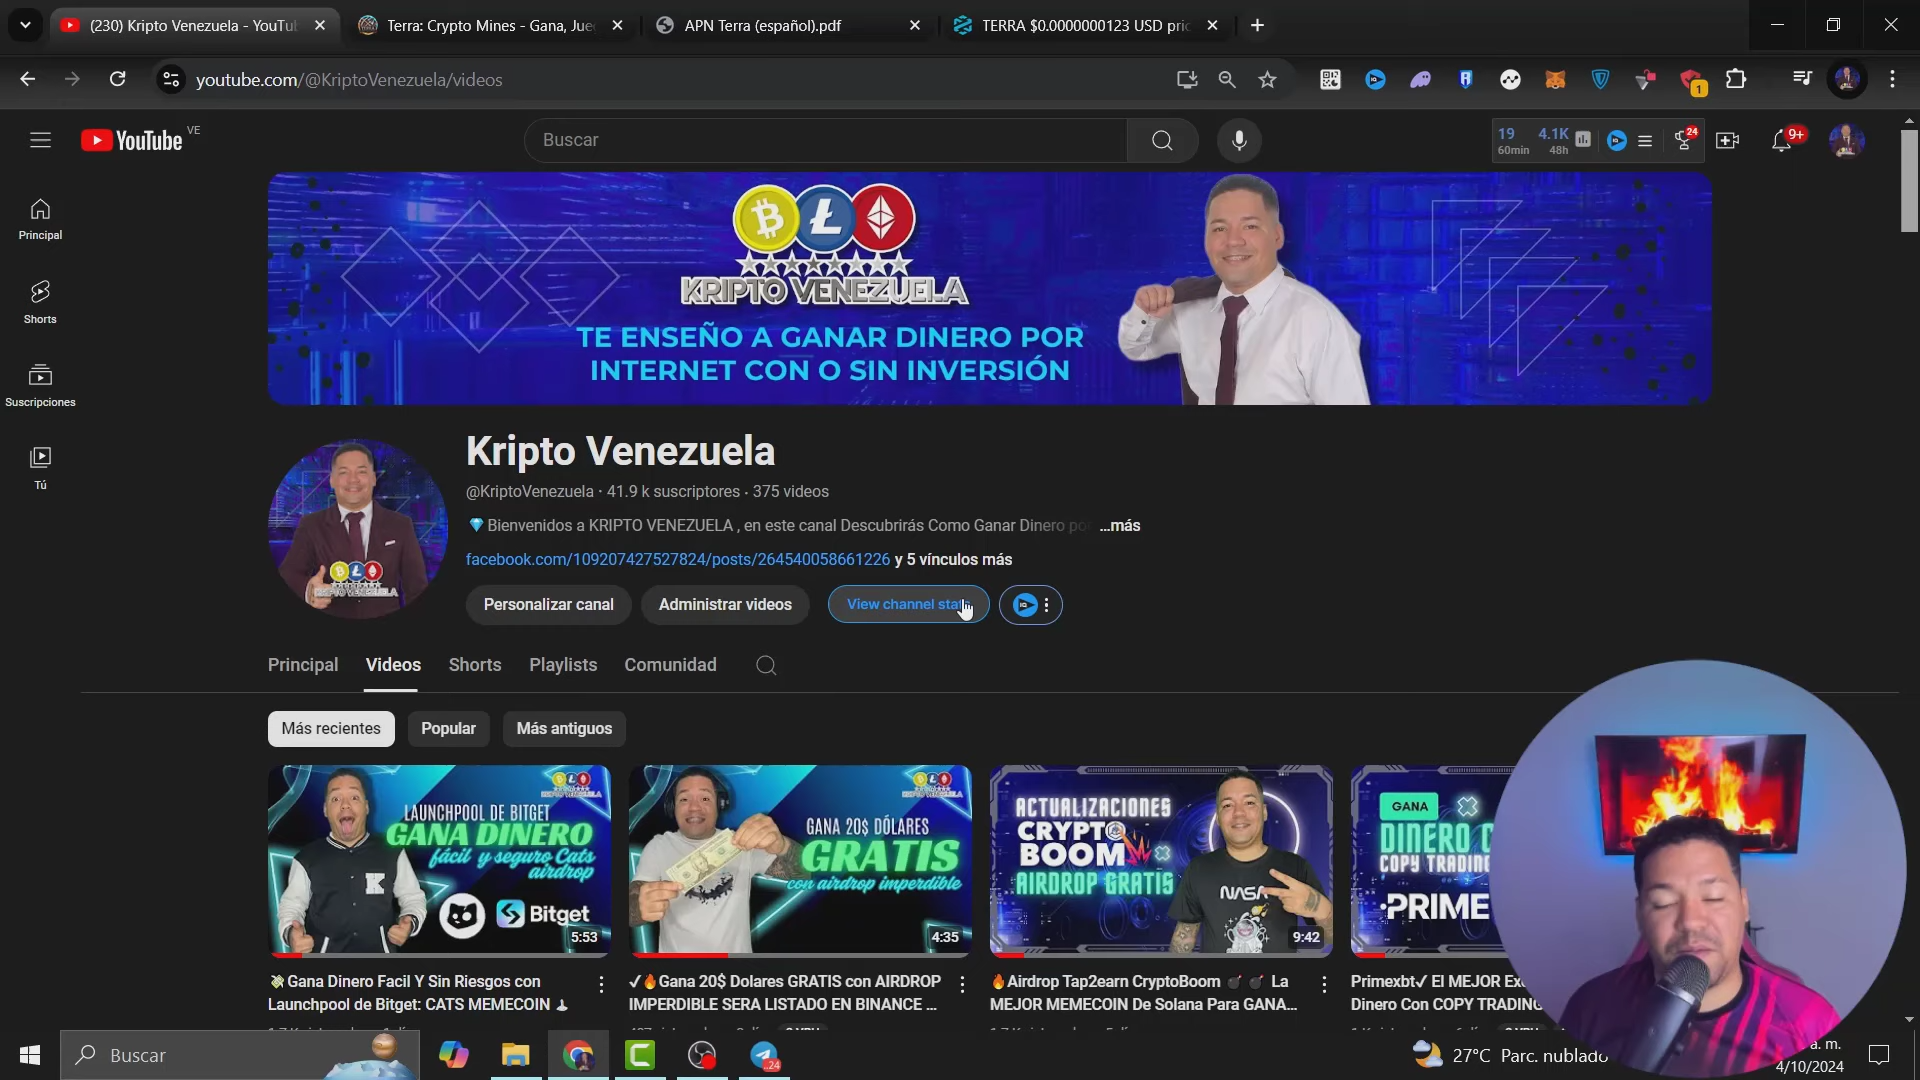 (230) Kripto Venezuela - YouTu
Terra: Crypto Mines - Gana, Jue
APN Terra (español).pdf
TERRA $0.0000000123 USD pric
youtube.com/@KriptoVenezuela/videos
1
YouTube VE
Buscar
19
60min
4.1K
48h
24
9+
Principal
Shorts
Suscripciones
Tú
KRIPTO VENEZUELA
TE ENSEÑO A GANAR DINERO POR
INTERNET CON O SIN INVERSIÓN
Kripto Venezuela
@KriptoVenezuela · 41.9 k suscriptores · 375 videos
💎 Bienvenidos a KRIPTO VENEZUELA , en este canal Descubrirás Como Ganar Dinero po ...más
facebook.com/109207427527824/posts/264540058661226 y 5 vínculos más
Personalizar canal
Administrar videos
View channel sta
Principal
Videos
Shorts
Playlists
Comunidad
Más recientes
Popular
Más antiguos
LAUNCHPOOL DE BITGET
GANA DINERO
fácil y seguro Cats
airdrop
K
Bitget
5:53
GANA 20$ DÓLARES
GRATIS
con airdrop imperdible
4:35
ACTUALIZACIONES
CRYPTO
BOOM
AIRDROP GRATIS
NASA
9:42
GANA
DINERO C
COPY TRADING
PRIME
💸Gana Dinero Facil Y Sin Riesgos con
Launchpool de Bitget: CATS MEMECOIN
✓🔥Gana 20$ Dolares GRATIS con AIRDROP
IMPERDIBLE SERA LISTADO EN BINANCE ...
🔥Airdrop Tap2earn CryptoBoom 💣 💣 La
MEJOR MEMECOIN De Solana Para GANA...
Primexbt✓ El MEJOR Ex
Dinero Con COPY TRADING
Buscar
24
27°C Parc. nublado
a. m.
4/10/2024